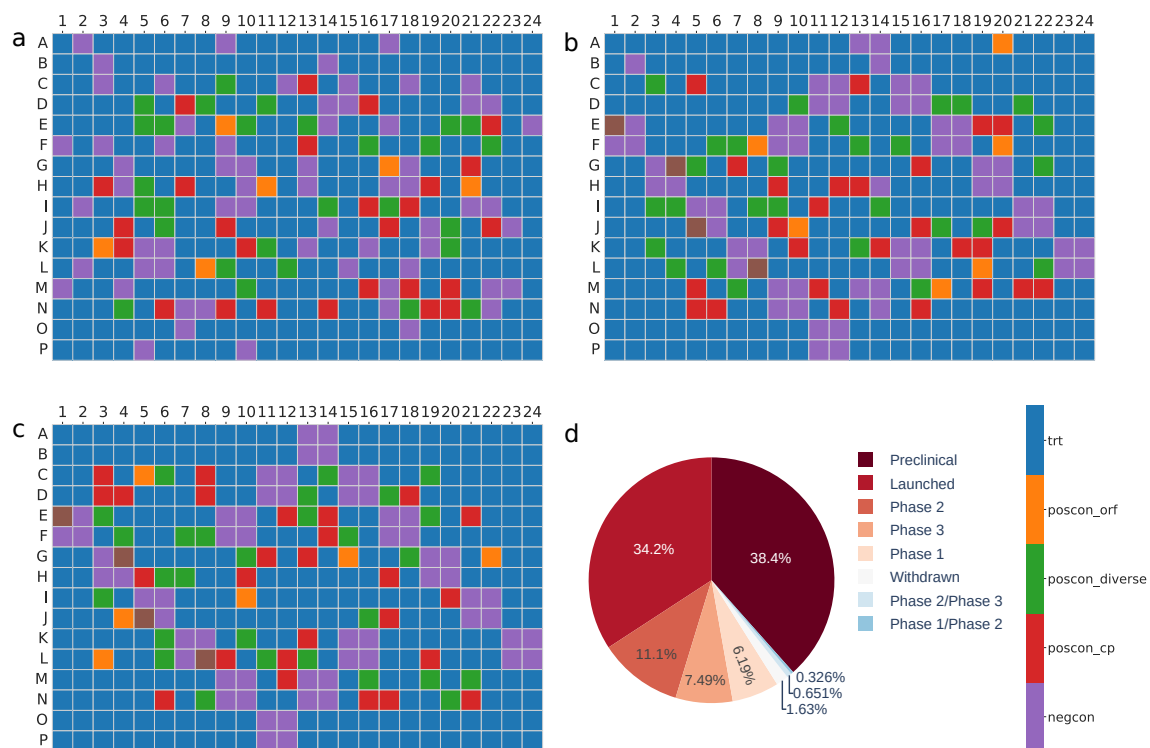 a
1 2 3 4 5 6 7 8 9 10 11 12 13 14 15 16 17 18 19 20 21 22 23 24
A
B
C
D
E
F
G
H
I
J
K
L
M
N
O
P
b
1 2 3 4 5 6 7 8 9 10 11 12 13 14 15 16 17 18 19 20 21 22 23 24
A
B
C
D
E
F
G
H
I
J
K
L
M
N
O
P
c
1 2 3 4 5 6 7 8 9 10 11 12 13 14 15 16 17 18 19 20 21 22 23 24
A
B
C
D
E
F
G
H
I
J
K
L
M
N
O
P
d
34.2%
38.4%
11.1%
7.49%
6.19%
0.326%
0.651%
1.63%
Preclinical
Launched
Phase 2
Phase 3
Phase 1
Withdrawn
Phase 2/Phase 3
Phase 1/Phase 2
trt
poscon_orf
poscon_diverse
poscon_cp
negcon